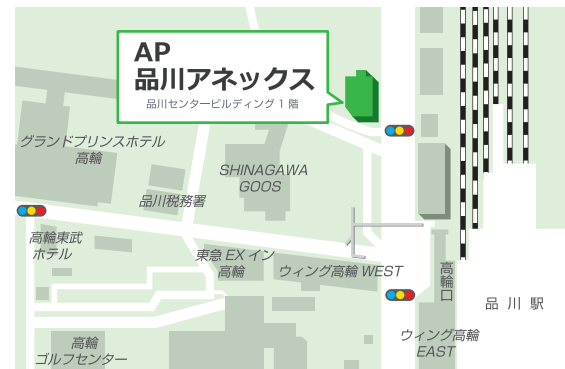 AP
品川アネックス
品川センタービルディング 1 階
グランドプリンスホテル
高輪
SHINAGAWA
GOOS
品川税務署
高輪東武
ホテル
東急 EX イン
高輪
ウィング高輪 WEST
高輪口
品川駅
ウィング高輪
EAST
高輪
ゴルフセンター